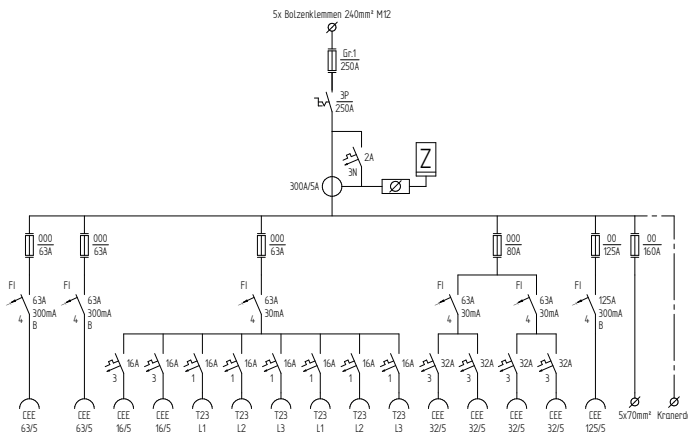 5x Bolzenklemmen 240mm² M12
Gr.1
250A
3P
250A
2A
3N
Z
300A/5A
000
63A
000
63A
000
63A
000
80A
00
125A
00
160A
FI
63A
300mA
4
B
FI
63A
300mA
4
B
FI
63A
30mA
4
FI
63A
30mA
4
FI
63A
30mA
4
FI
125A
300mA
4
B
16A
3
16A
3
16A
1
16A
1
16A
1
16A
1
16A
1
16A
1
32A
3
32A
3
32A
3
32A
3
CEE
63/5
CEE
63/5
CEE
16/5
CEE
16/5
T23
L1
T23
L2
T23
L3
T23
L1
T23
L2
T23
L3
CEE
32/5
CEE
32/5
CEE
32/5
CEE
32/5
CEE
125/5
5x70mm²